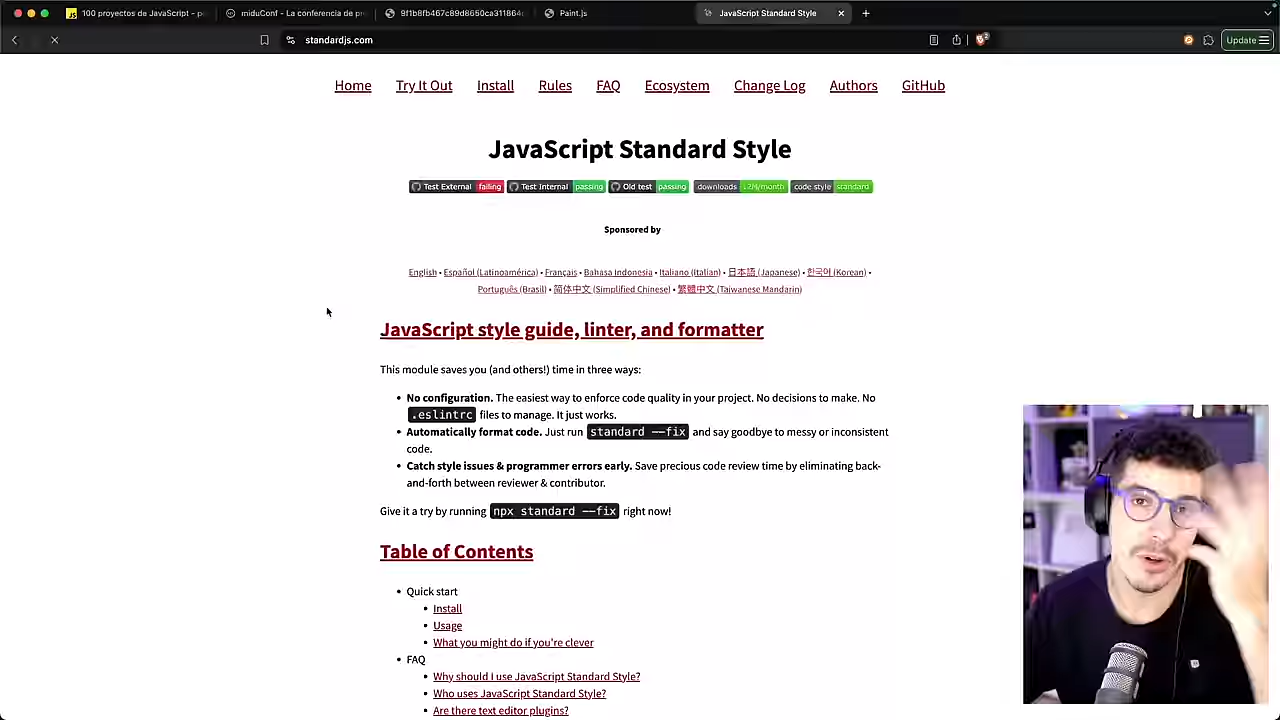 100 proyectos de JavaScript - p
miduConf - La conferencia de pr
9f1b8fb467c89d8650ca311864
Paint.js
JavaScript Standard Style
standardjs.com
Update
Home Try It Out Install Rules FAQ Ecosystem Change Log Authors GitHub
JavaScript Standard Style
Test External failing Test Internal passing Old test passing downloads 12M/month code style standard
Sponsored by
English • Español (Latinoamérica) • Français • Bahasa Indonesia • Italiano (Italian) • 日本語 (Japanese) • 한국어 (Korean) •
Português (Brasil) • 简体中文 (Simplified Chinese) • 繁體中文 (Taiwanese Mandarin)
JavaScript style guide, linter, and formatter
This module saves you (and others!) time in three ways:
• No configuration. The easiest way to enforce code quality in your project. No decisions to make. No
.eslintrc files to manage. It just works.
• Automatically format code. Just run standard --fix and say goodbye to messy or inconsistent
code.
• Catch style issues & programmer errors early. Save precious code review time by eliminating back-
and-forth between reviewer & contributor.
Give it a try by running npx standard --fix right now!
Table of Contents
• Quick start
• Install
• Usage
• What you might do if you're clever
• FAQ
• Why should I use JavaScript Standard Style?
• Who uses JavaScript Standard Style?
• Are there text editor plugins?